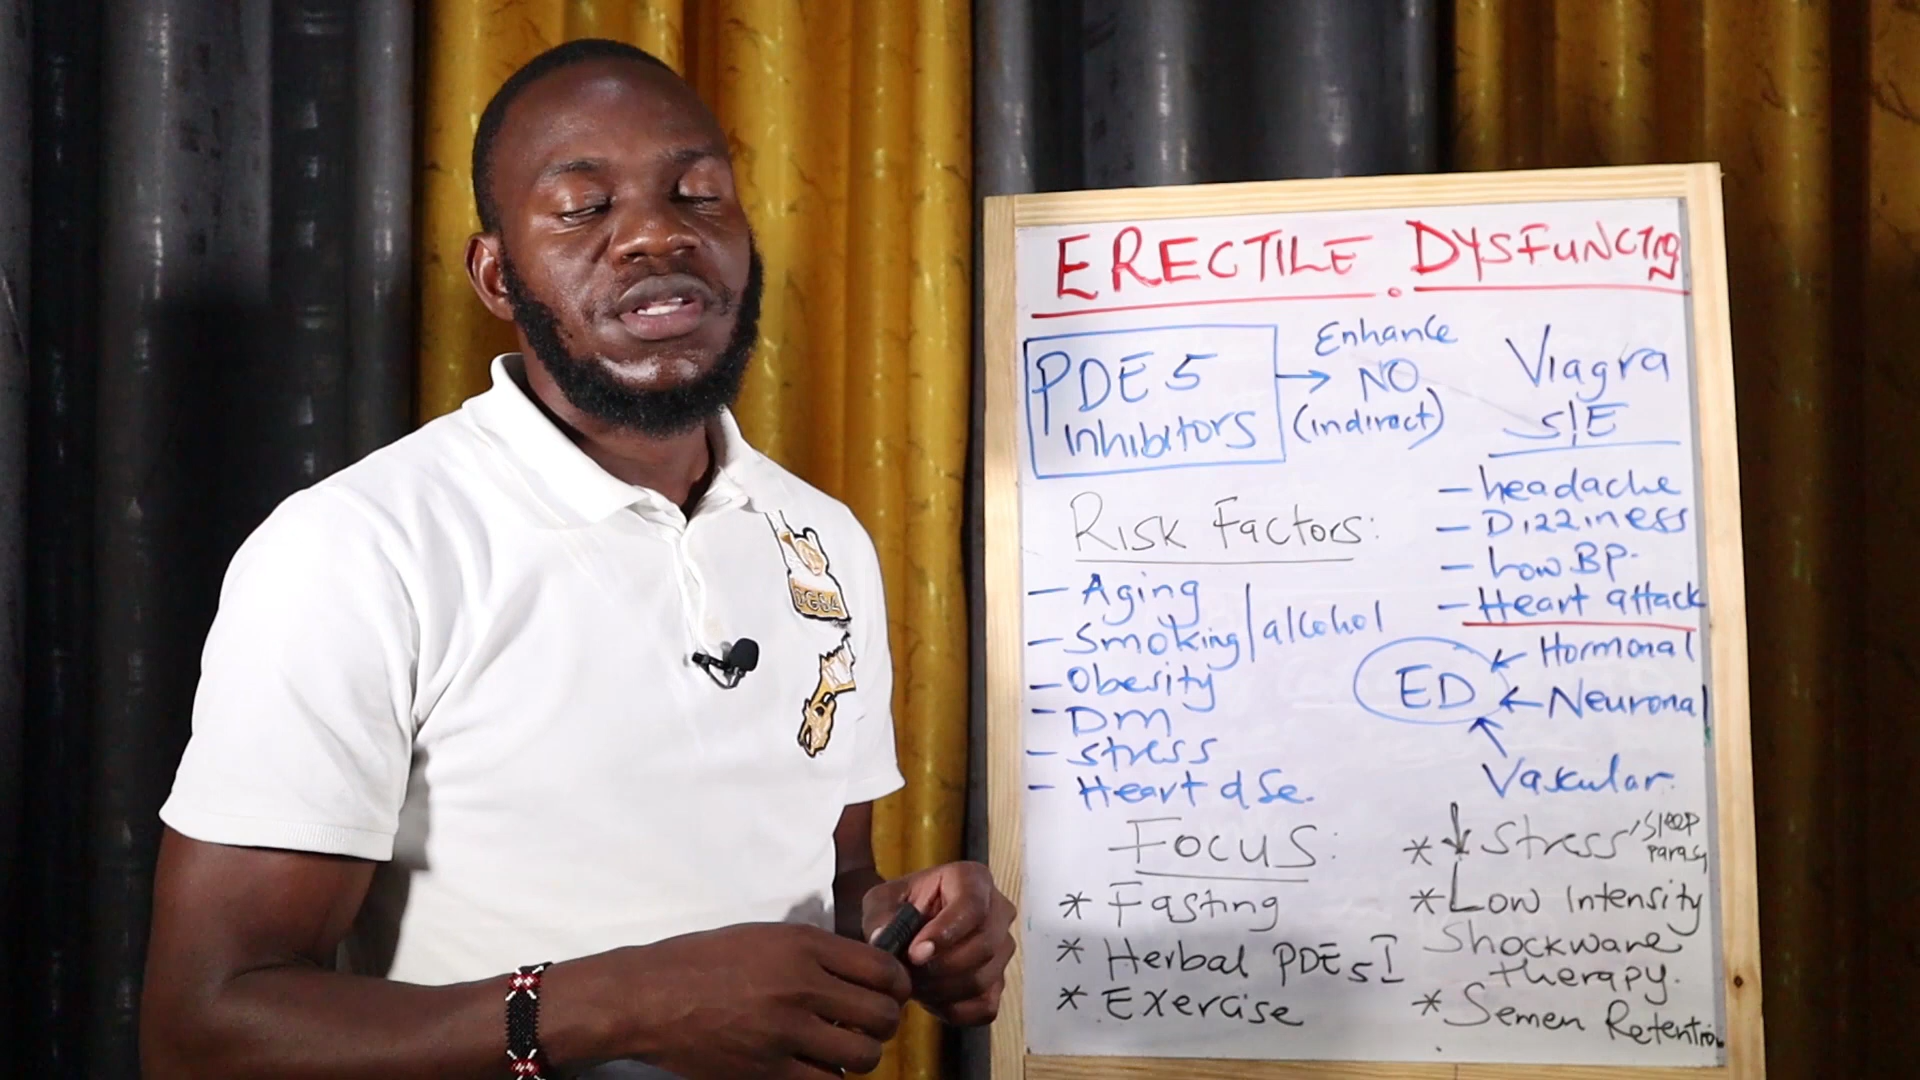 ERECTILE DYSFUNCTION
PDE5
inhibitors
Enhance
NO
(indirect)
Viagra
S/E
- headache
- Dizziness
- Low BP.
- Heart attack
Risk Factors:
- Aging
- Smoking/alcohol
- Obesity
- Dm
- Stress
- Heart dse.
ED
Hormonal
Neuronal
Vascular.
Focus:
* Fasting
* Herbal PDE5I
* Exercise
* ↓ Stress/sleep
* Low Intensity
Shockwave
therapy.
* Semen Retention